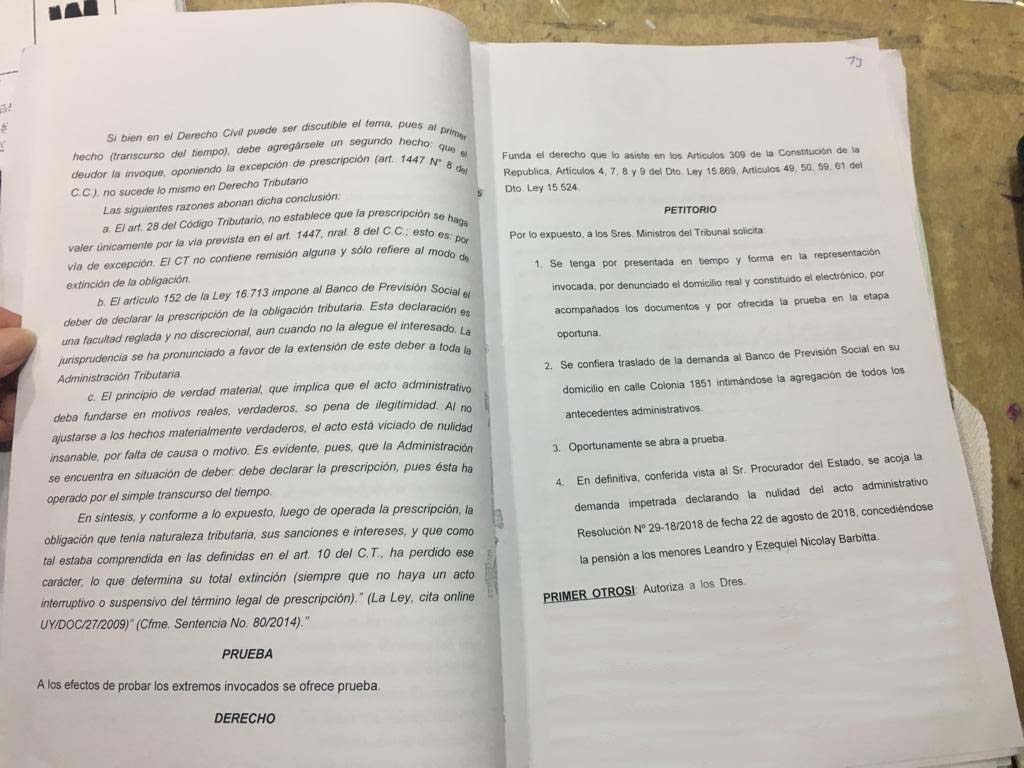 Si bien en el Derecho Civil puede ser discutible el tema, pues al primer
hecho (transcurso del tiempo), debe agregársele un segundo hecho: que el
deudor la invoque, oponiendo la excepción de prescripción (art. 1447 N° 8 del
C.C.), no sucede lo mismo en Derecho Tributario
Las siguientes razones abonan dicha conclusión:
a. El art. 28 del Código Tributario, no establece que la prescripción se haga
valer únicamente por la vía prevista en el art. 1447, nral. 8 del C.C.; esto es: por
vía de excepción. El CT no contiene remisión alguna y sólo refiere al modo de
extinción de la obligación.
b. El artículo 152 de la Ley 16.713 impone al Banco de Previsión Social el
deber de declarar la prescripción de la obligación tributaria. Esta declaración es
una facultad reglada y no discrecional, aun cuando no la alegue el interesado. La
jurisprudencia se ha pronunciado a favor de la extensión de este deber a toda la
Administración Tributaria.
c. El principio de verdad material, que implica que el acto administrativo
deba fundarse en motivos reales, verdaderos, so pena de ilegitimidad. Al no
ajustarse a los hechos materialmente verdaderos, el acto está viciado de nulidad
insanable, por falta de causa o motivo. Es evidente, pues, que la Administración
se encuentra en situación de deber: debe declarar la prescripción, pues ésta ha
operado por el simple transcurso del tiempo.
En síntesis, y conforme a lo expuesto, luego de operada la prescripción, la
obligación que tenía naturaleza tributaria, sus sanciones e intereses, y que como
tal estaba comprendida en las definidas en el art. 10 del C.T., ha perdido ese
carácter, lo que determina su total extinción (siempre que no haya un acto
interruptivo o suspensivo del término legal de prescripción)." (La Ley, cita online
UY/DOC/27/2009)" (Cfme. Sentencia No. 80/2014)."
PRUEBA
A los efectos de probar los extremos invocados se ofrece prueba.
DERECHO
Funda el derecho que lo asiste en los Artículos 309 de la Constitución de la
Republica, Artículos 4, 7, 8 y 9 del Dto. Ley 15.869, Artículos 49, 50, 59, 61 del
Dto. Ley 15.524.
PETITORIO
Por lo expuesto, a los Sres. Ministros del Tribunal solicita:
1. Se tenga por presentada en tiempo y forma en la representación
invocada, por denunciado el domicilio real y constituido el electrónico, por
acompañados los documentos y por ofrecida la prueba en la etapa
oportuna.
2. Se confiera traslado de la demanda al Banco de Previsión Social en su
domicilio en calle Colonia 1851 intimándose la agregación de todos los
antecedentes administrativos.
3. Oportunamente se abra a prueba.
4. En definitiva, conferida vista al Sr. Procurador del Estado, se acoja la
demanda impetrada declarando la nulidad del acto administrativo
Resolución Nº 29-18/2018 de fecha 22 de agosto de 2018, concediéndose
la pensión a los menores Leandro y Ezequiel Nicolay Barbitta.
PRIMER OTROSI: Autoriza a los Dres.